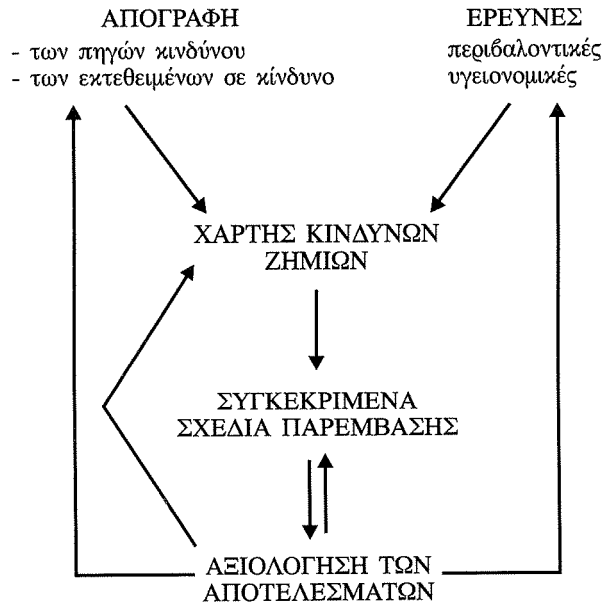 ΑΠΟΓΡΑΦΗ
- των πηγών κινδύνου
- των εκτεθειμένων σε κίνδυνο
ΕΡΕΥΝΕΣ
περιβαλοντικές
υγειονομικές
ΧΑΡΤΗΣ ΚΙΝΔΥΝΩΝ
ΖΗΜΙΩΝ
ΣΥΓΚΕΚΡΙΜΕΝΑ
ΣΧΕΔΙΑ ΠΑΡΕΜΒΑΣΗΣ
ΑΞΙΟΛΟΓΗΣΗ ΤΩΝ
ΑΠΟΤΕΛΕΣΜΑΤΩΝ